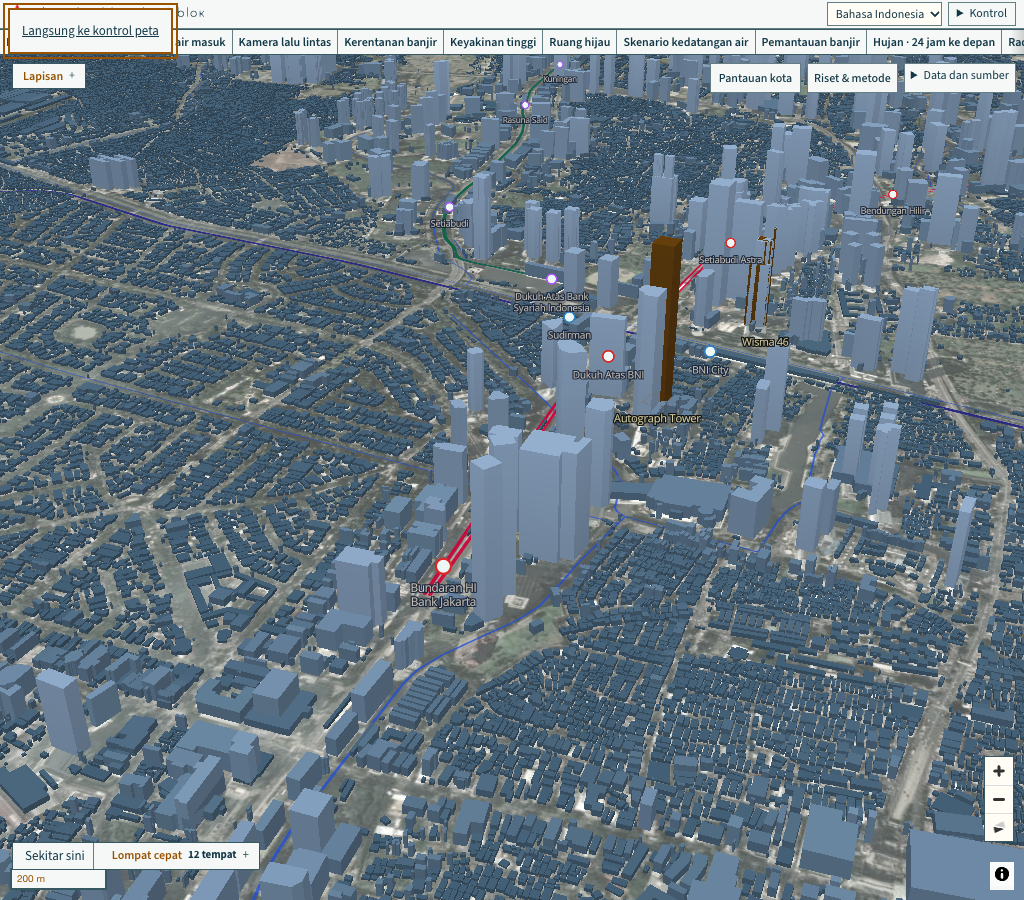 Langsung ke kontrol peta
Bahasa Indonesia
Kontrol
air masuk
Kamera lalu lintas
Kerentanan banjir
Keyakinan tinggi
Ruang hijau
Skenario kedatangan air
Pemantauan banjir
Hujan · 24 jam ke depan
Lapisan +
Pantauan kota
Riset & metode
Data dan sumber
Kuningan
Rasuna Said
Setiabudi
Bendungan Hilir
Setiabudi Astra
Dukuh Atas Bank
Syariah Indonesia
Sudirman
Wisma 46
BNI City
Dukuh Atas BNI
Autograph Tower
Bundaran HI
Bank Jakarta
Sekitar sini
Lompat cepat 12 tempat +
200 m